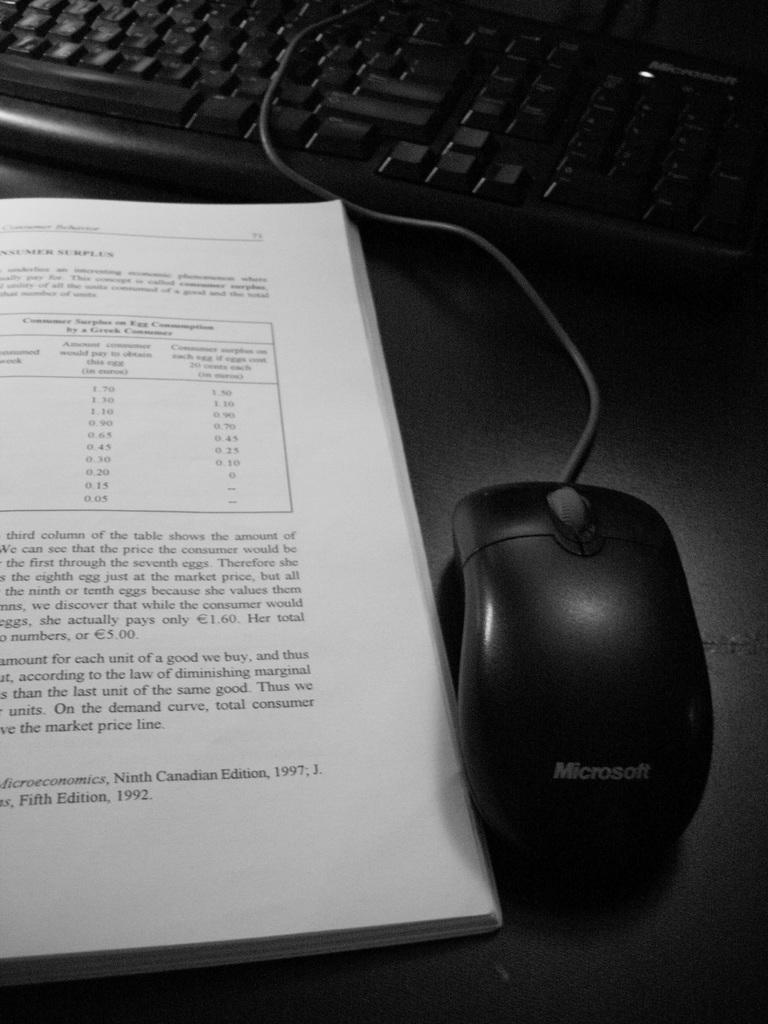 Microsoft
Consumer Behavior 71
NSUMER SURPLUS
underlies an interesting economic phenomenon where
ually pay for. This concept is called consumer surplus,
l utility of all the units consumed of a good and the total
that number of units.
Consumer Surplus on Egg Consumption
by a Greek Consumer
Amount consumer Consumer surplus on
onsumed would pay to obtain each egg if eggs cost
week this egg 20 cents each
(in euros) (in euros)
1.70 1.50
1.30 1.10
1.10 0.90
0.90 0.70
0.65 0.45
0.45 0.25
0.30 0.10
0.20 0
0.15 --
0.05 --
third column of the table shows the amount of
We can see that the price the consumer would be
r the first through the seventh eggs. Therefore she
s the eighth egg just at the market price, but all
the ninth or tenth eggs because she values them
mns, we discover that while the consumer would
eggs, she actually pays only €1.60. Her total
o numbers, or €5.00.
amount for each unit of a good we buy, and thus
ut, according to the law of diminishing marginal
s than the last unit of the same good. Thus we
r units. On the demand curve, total consumer
ve the market price line.
Microeconomics, Ninth Canadian Edition, 1997; J.
ns, Fifth Edition, 1992.
Microsoft